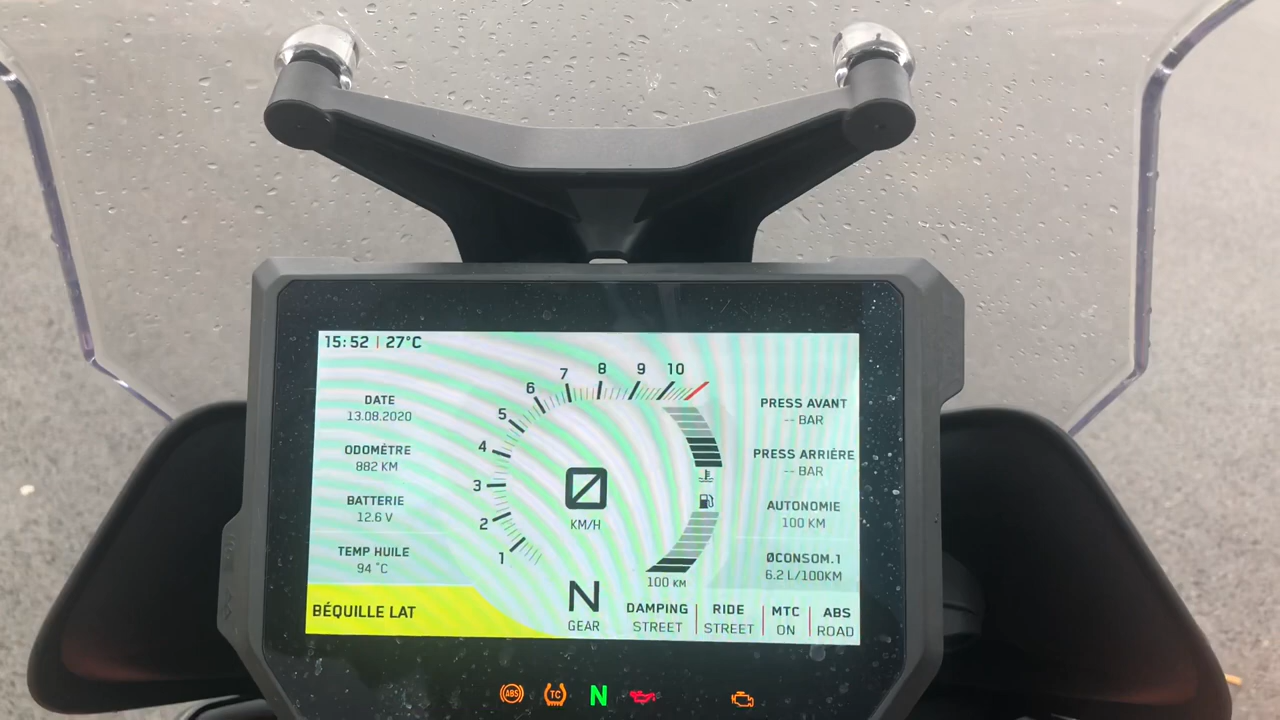 15:52 | 27°C
DATE
13.08.2020
ODOMÈTRE
882 KM
BATTERIE
12.6 V
TEMP HUILE
94 °C
BÉQUILLE LAT
1
2
3
4
5
6
7
8
9
10
0
KM/H
N
GEAR
100 KM
PRESS AVANT
-- BAR
PRESS ARRIÈRE
-- BAR
AUTONOMIE
100 KM
ØCONSOM.1
6.2 L/100KM
DAMPING
STREET
RIDE
STREET
MTC
ON
ABS
ROAD
ABS
TC
N